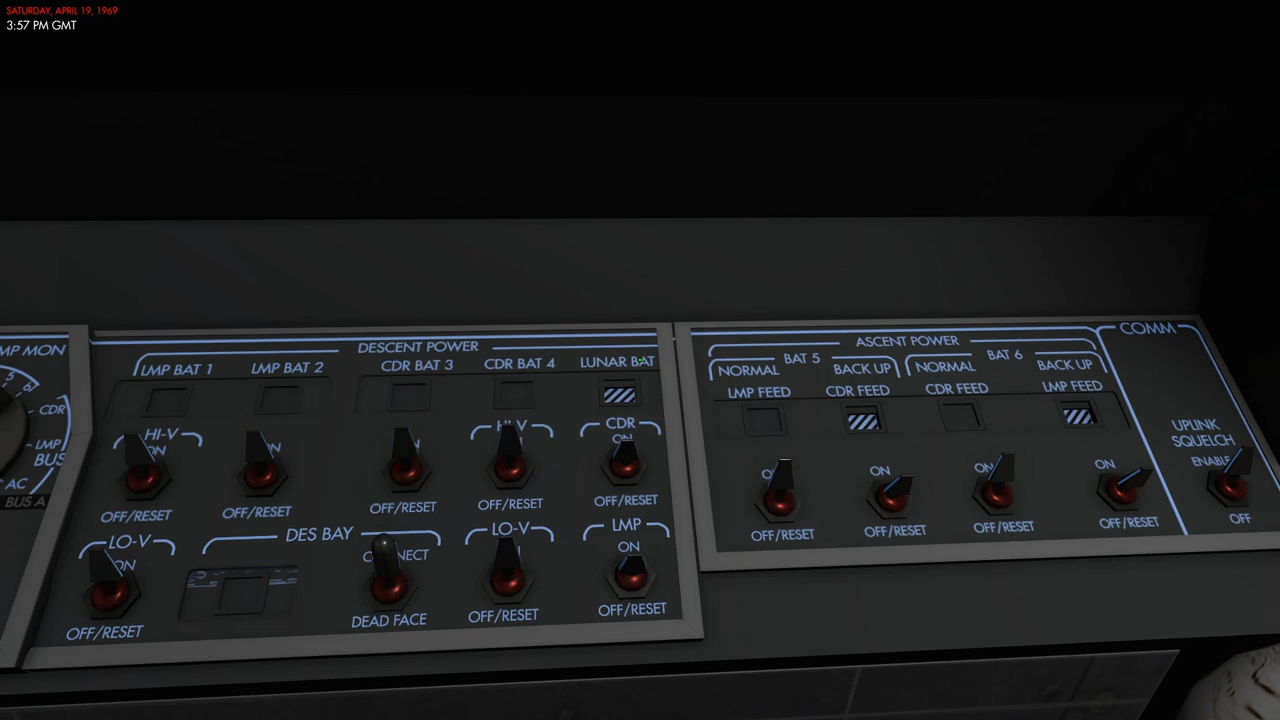 SATURDAY, APRIL 19, 1969
3:57 PM GMT
DESCENT POWER
LMP BAT 1
LMP BAT 2
CDR BAT 3
CDR BAT 4
LUNAR BAT
HI-V
HI-V
CDR
OFF/RESET
OFF/RESET
OFF/RESET
OFF/RESET
OFF/RESET
LO-V
ON
DES BAY
LO-V
LMP
ON
OFF/RESET
DEAD FACE
OFF/RESET
OFF/RESET
MP MON
5
6
CDR
LMP
BUS
AC
BUS A
ASCENT POWER
BAT 5
BAT 6
NORMAL
BACK UP
NORMAL
BACK UP
LMP FEED
CDR FEED
CDR FEED
LMP FEED
ON
ON
ON
OFF/RESET
OFF/RESET
OFF/RESET
OFF/RESET
COMM
UPLINK
SQUELCH
ENABLE
OFF